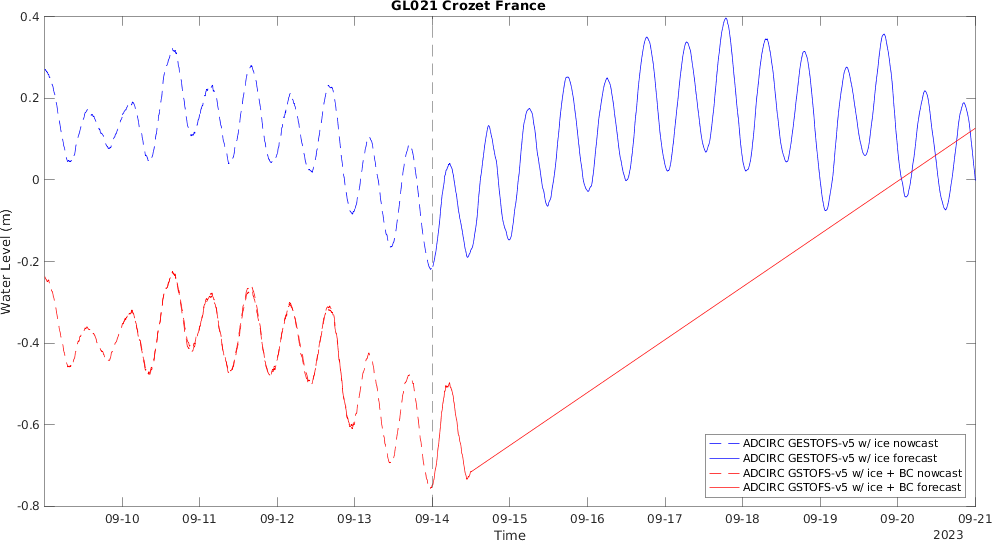 GL021 Crozet France
Water Level (m)
0.4
0.2
0
-0.2
-0.4
-0.6
-0.8
ADCIRC GESTOFS-v5 w/ ice nowcast
ADCIRC GESTOFS-v5 w/ ice forecast
ADCIRC GSTOFS-v5 w/ ice + BC nowcast
ADCIRC GSTOFS-v5 w/ ice + BC forecast
09-10 09-11 09-12 09-13 09-14 09-15 09-16 09-17 09-18 09-19 09-20 09-21
Time
2023